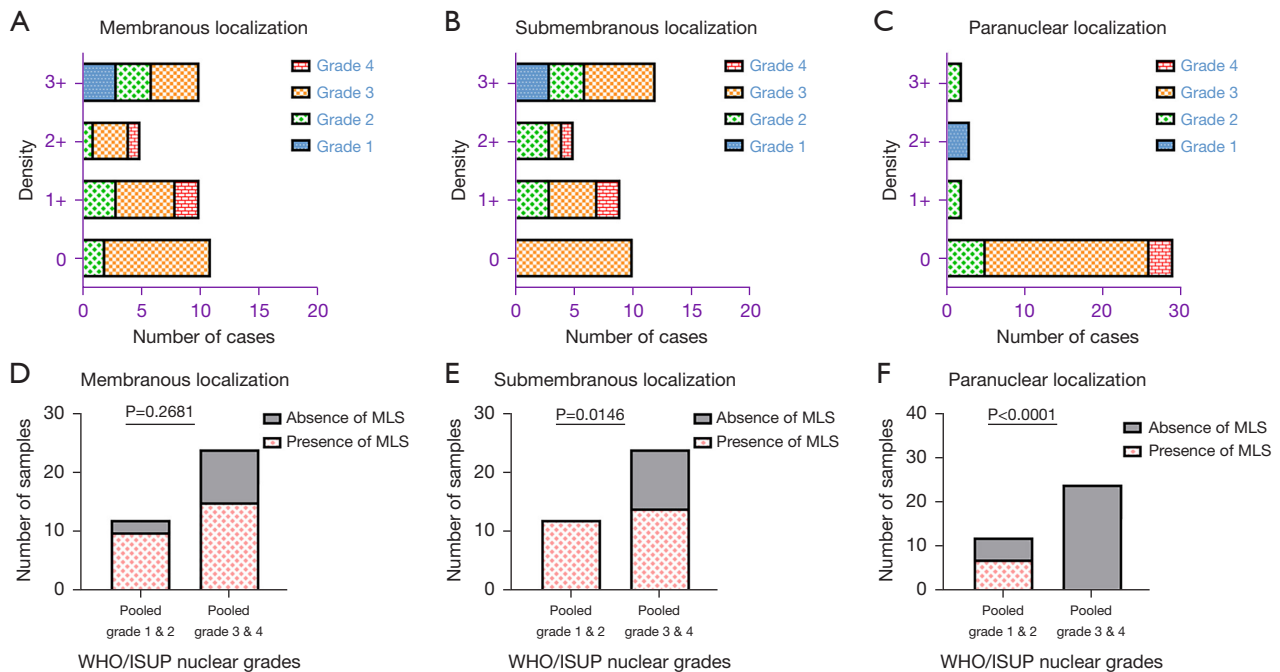 A
Membranous localization
3+
2+
1+
0
Density
0 5 10 15 20
Number of cases
Grade 4
Grade 3
Grade 2
Grade 1
B
Submembranous localization
3+
2+
1+
0
Density
0 5 10 15 20
Number of cases
Grade 4
Grade 3
Grade 2
Grade 1
C
Paranuclear localization
3+
2+
1+
0
Density
0 10 20 30
Number of cases
Grade 4
Grade 3
Grade 2
Grade 1
D
Membranous localization
30
20
10
0
Number of samples
P=0.2681
Absence of MLS
Presence of MLS
Pooled Pooled
grade 1 & 2 grade 3 & 4
WHO/ISUP nuclear grades
E
Submembranous localization
30
20
10
0
Number of samples
P=0.0146
Absence of MLS
Presence of MLS
Pooled Pooled
grade 1 & 2 grade 3 & 4
WHO/ISUP nuclear grades
F
Paranuclear localization
40
30
20
10
0
Number of samples
P<0.0001
Absence of MLS
Presence of MLS
Pooled Pooled
grade 1 & 2 grade 3 & 4
WHO/ISUP nuclear grades